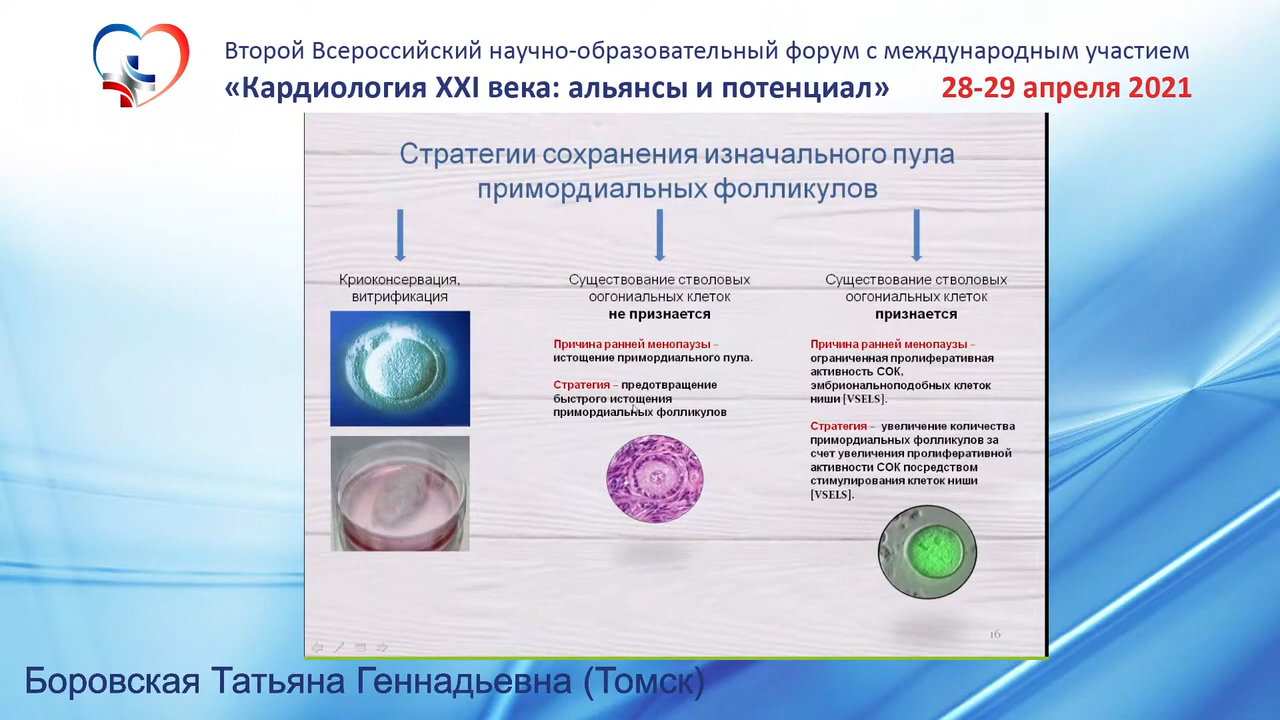 Второй Всероссийский научно-образовательный форум с международным участием
«Кардиология XXI века: альянсы и потенциал» 28-29 апреля 2021
Стратегии сохранения изначального пула
примордиальных фолликулов
Криоконсервация,
витрификация
Существование стволовых
оогониальных клеток
не признается
Причина ранней менопаузы –
истощение примордиального пула.
Стратегия – предотвращение
быстрого истощения
примордиальных фолликулов
Существование стволовых
оогониальных клеток
признается
Причина ранней менопаузы –
ограниченная пролиферативная
активность СОК,
эмбриональноподобных клеток
ниши [VSELS].
Стратегия – увеличение количества
примордиальных фолликулов за
счет увеличения пролиферативной
активности СОК посредством
стимулирования клеток ниши
[VSELS].
16
Боровская Татьяна Геннадьевна (Томск)